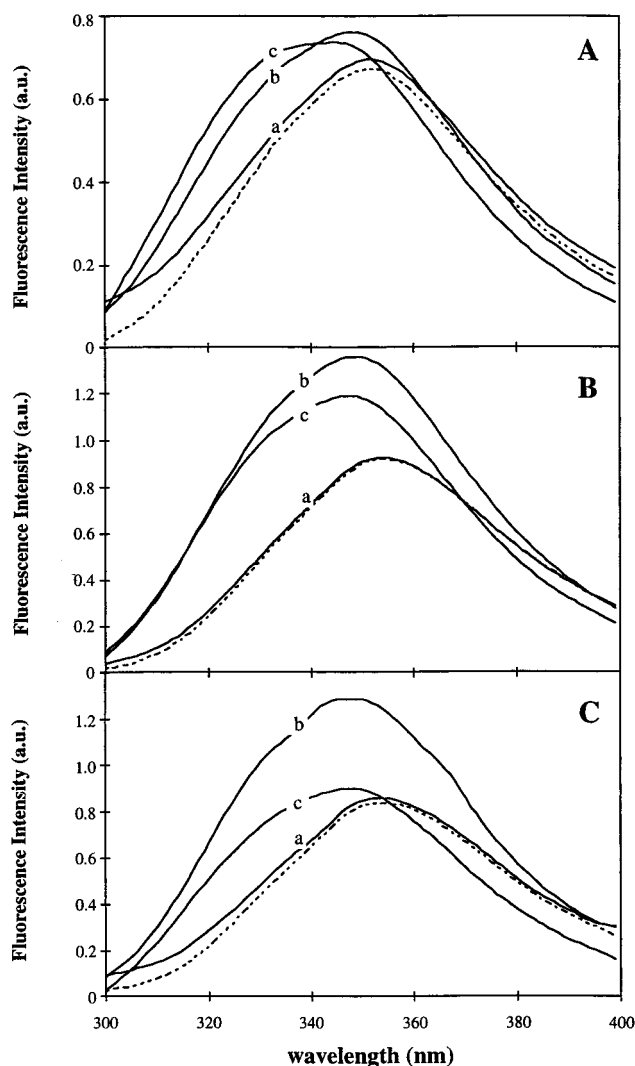 0.8
0.6
0.4
0.2
0
Fluorescence Intensity (a.u.)
A
c
b
a
1.2
1.0
0.8
0.6
0.4
0.2
0
Fluorescence Intensity (a.u.)
B
b
c
a
1.2
1.0
0.8
0.6
0.4
0.2
0
Fluorescence Intensity (a.u.)
C
b
c
a
300 320 340 360 380 400
wavelength (nm)